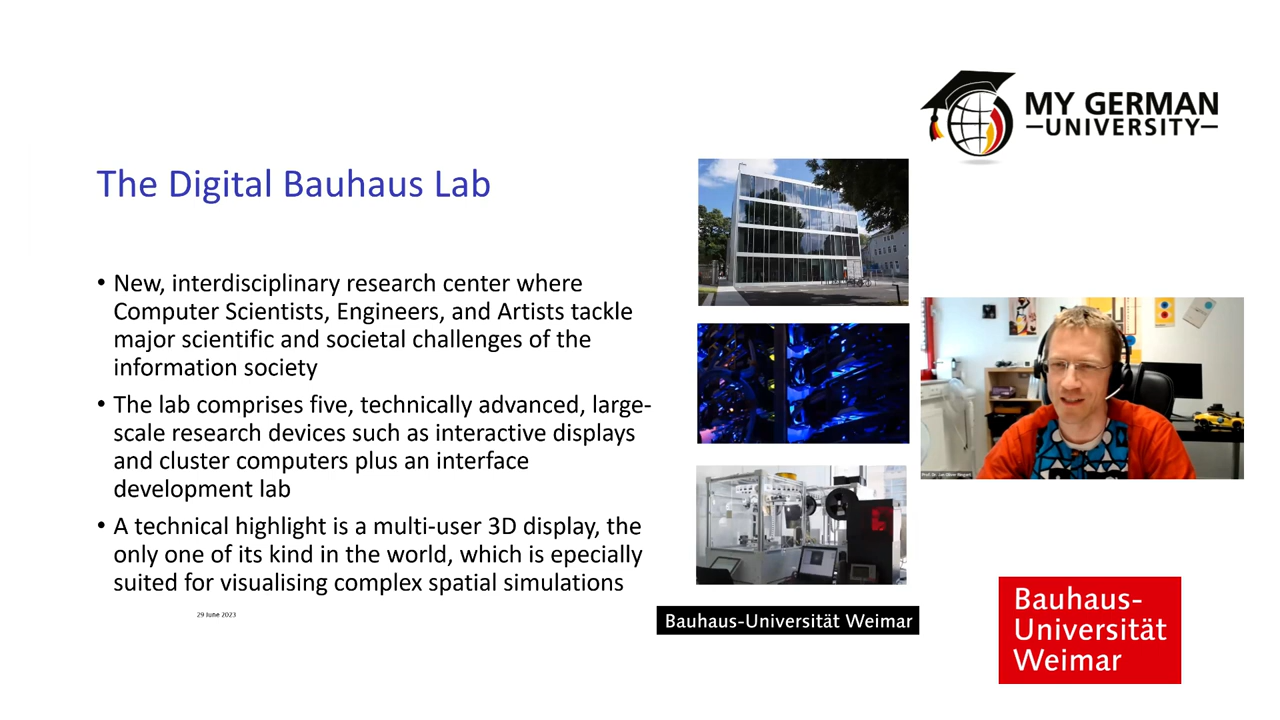 MY GERMAN
UNIVERSITY
The Digital Bauhaus Lab
• New, interdisciplinary research center where
Computer Scientists, Engineers, and Artists tackle
major scientific and societal challenges of the
information society
• The lab comprises five, technically advanced, large-
scale research devices such as interactive displays
and cluster computers plus an interface
development lab
• A technical highlight is a multi-user 3D display, the
only one of its kind in the world, which is epecially
suited for visualising complex spatial simulations
29 June 2023
Bauhaus-Universität Weimar
Bauhaus-
Universität
Weimar